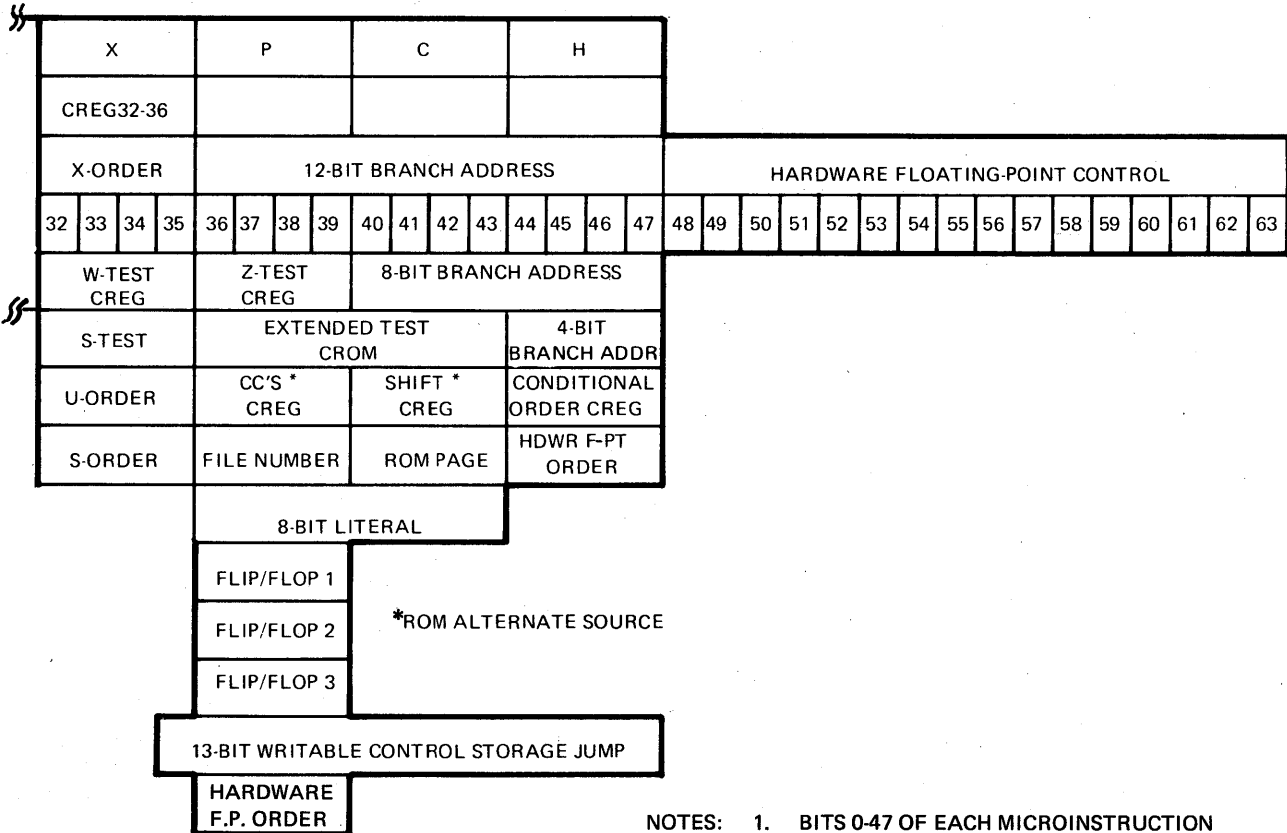 X P C H
CREG32-36
X-ORDER 12-BIT BRANCH ADDRESS HARDWARE FLOATING-POINT CONTROL
32 33 34 35 36 37 38 39 40 41 42 43 44 45 46 47 48 49 50 51 52 53 54 55 56 57 58 59 60 61 62 63
W-TEST Z-TEST 8-BIT BRANCH ADDRESS
CREG CREG
S-TEST EXTENDED TEST 4-BIT
CROM BRANCH ADDR
U-ORDER CC'S * SHIFT * CONDITIONAL
CREG CREG ORDER CREG
S-ORDER FILE NUMBER ROM PAGE HDWR F-PT
ORDER
8-BIT LITERAL
FLIP/FLOP 1
FLIP/FLOP 2 *ROM ALTERNATE SOURCE
FLIP/FLOP 3
13-BIT WRITABLE CONTROL STORAGE JUMP
HARDWARE
F.P. ORDER
NOTES: 1. BITS 0-47 OF EACH MICROINSTRUCTION